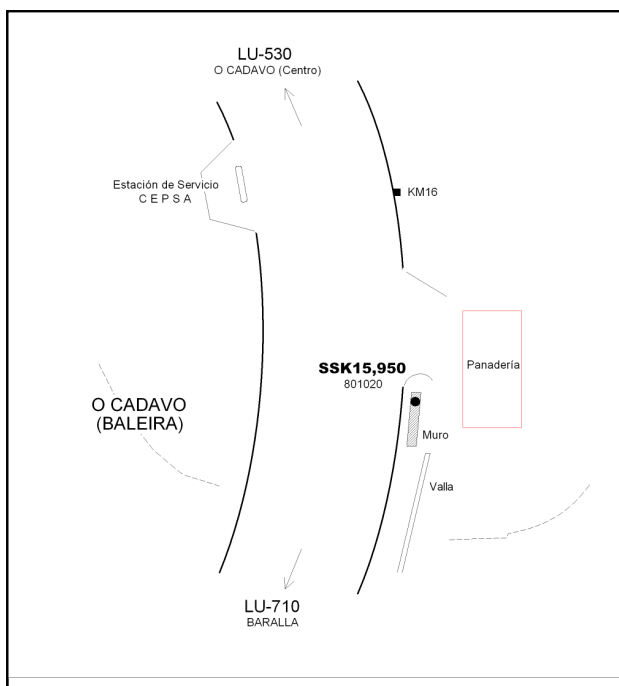 LU-530
O CADAVO (Centro)
Estación de Servicio
C E P S A
KM16
SSK15,950
801020
Panadería
O CADAVO
(BALEIRA)
Muro
Valla
LU-710
BARALLA